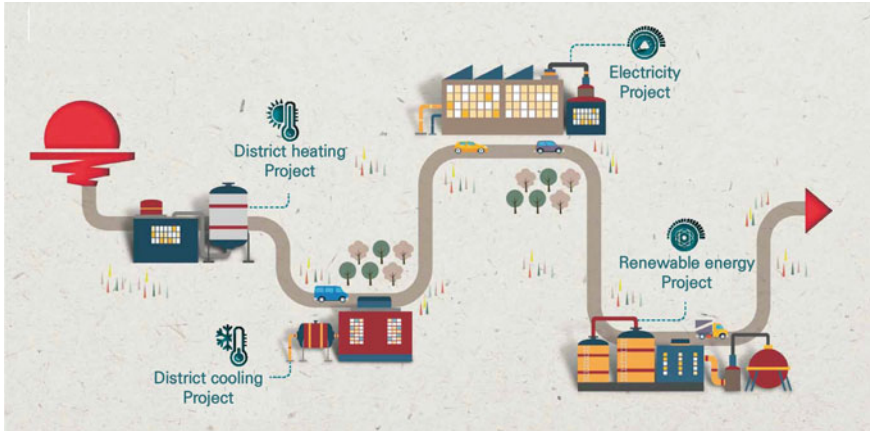 Electricity
Project
District heating
Project
Renewable energy
Project
District cooling
Project